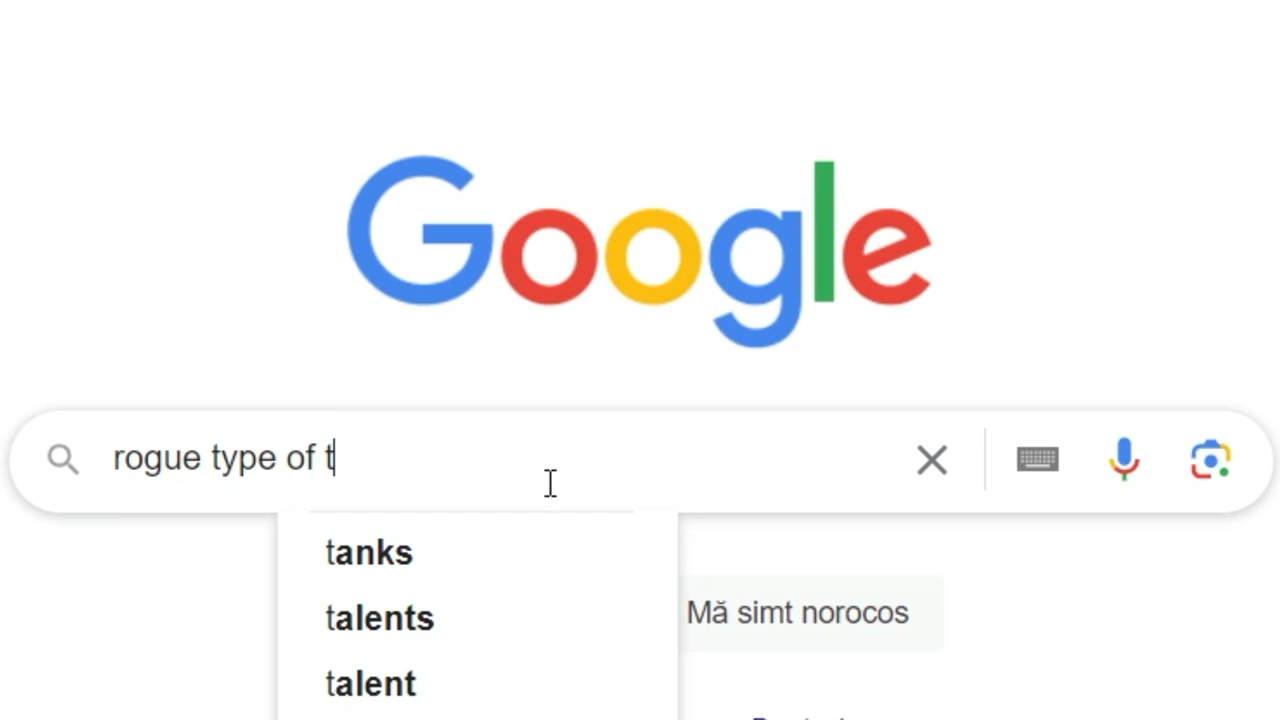 Google
rogue type of t
tanks
talents
Mă simt norocos
talent